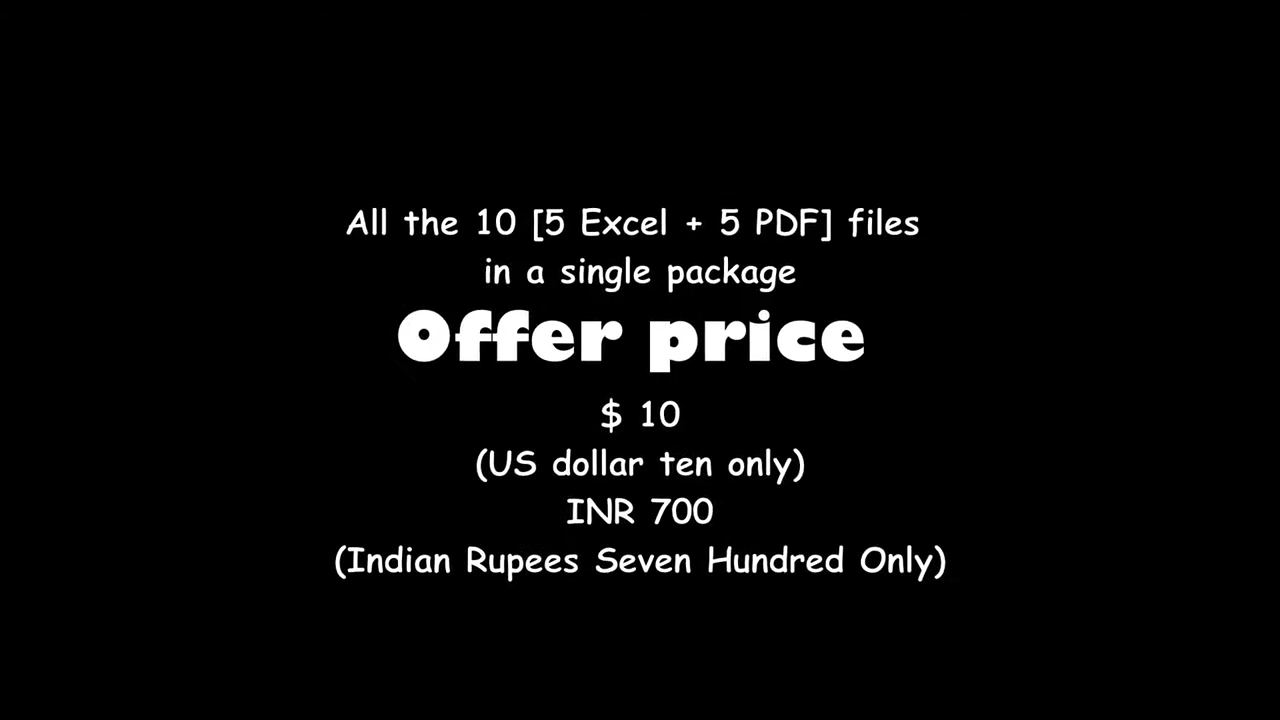 All the 10 [5 Excel + 5 PDF] files
in a single package
Offer price
$ 10
(US dollar ten only)
INR 700
(Indian Rupees Seven Hundred Only)